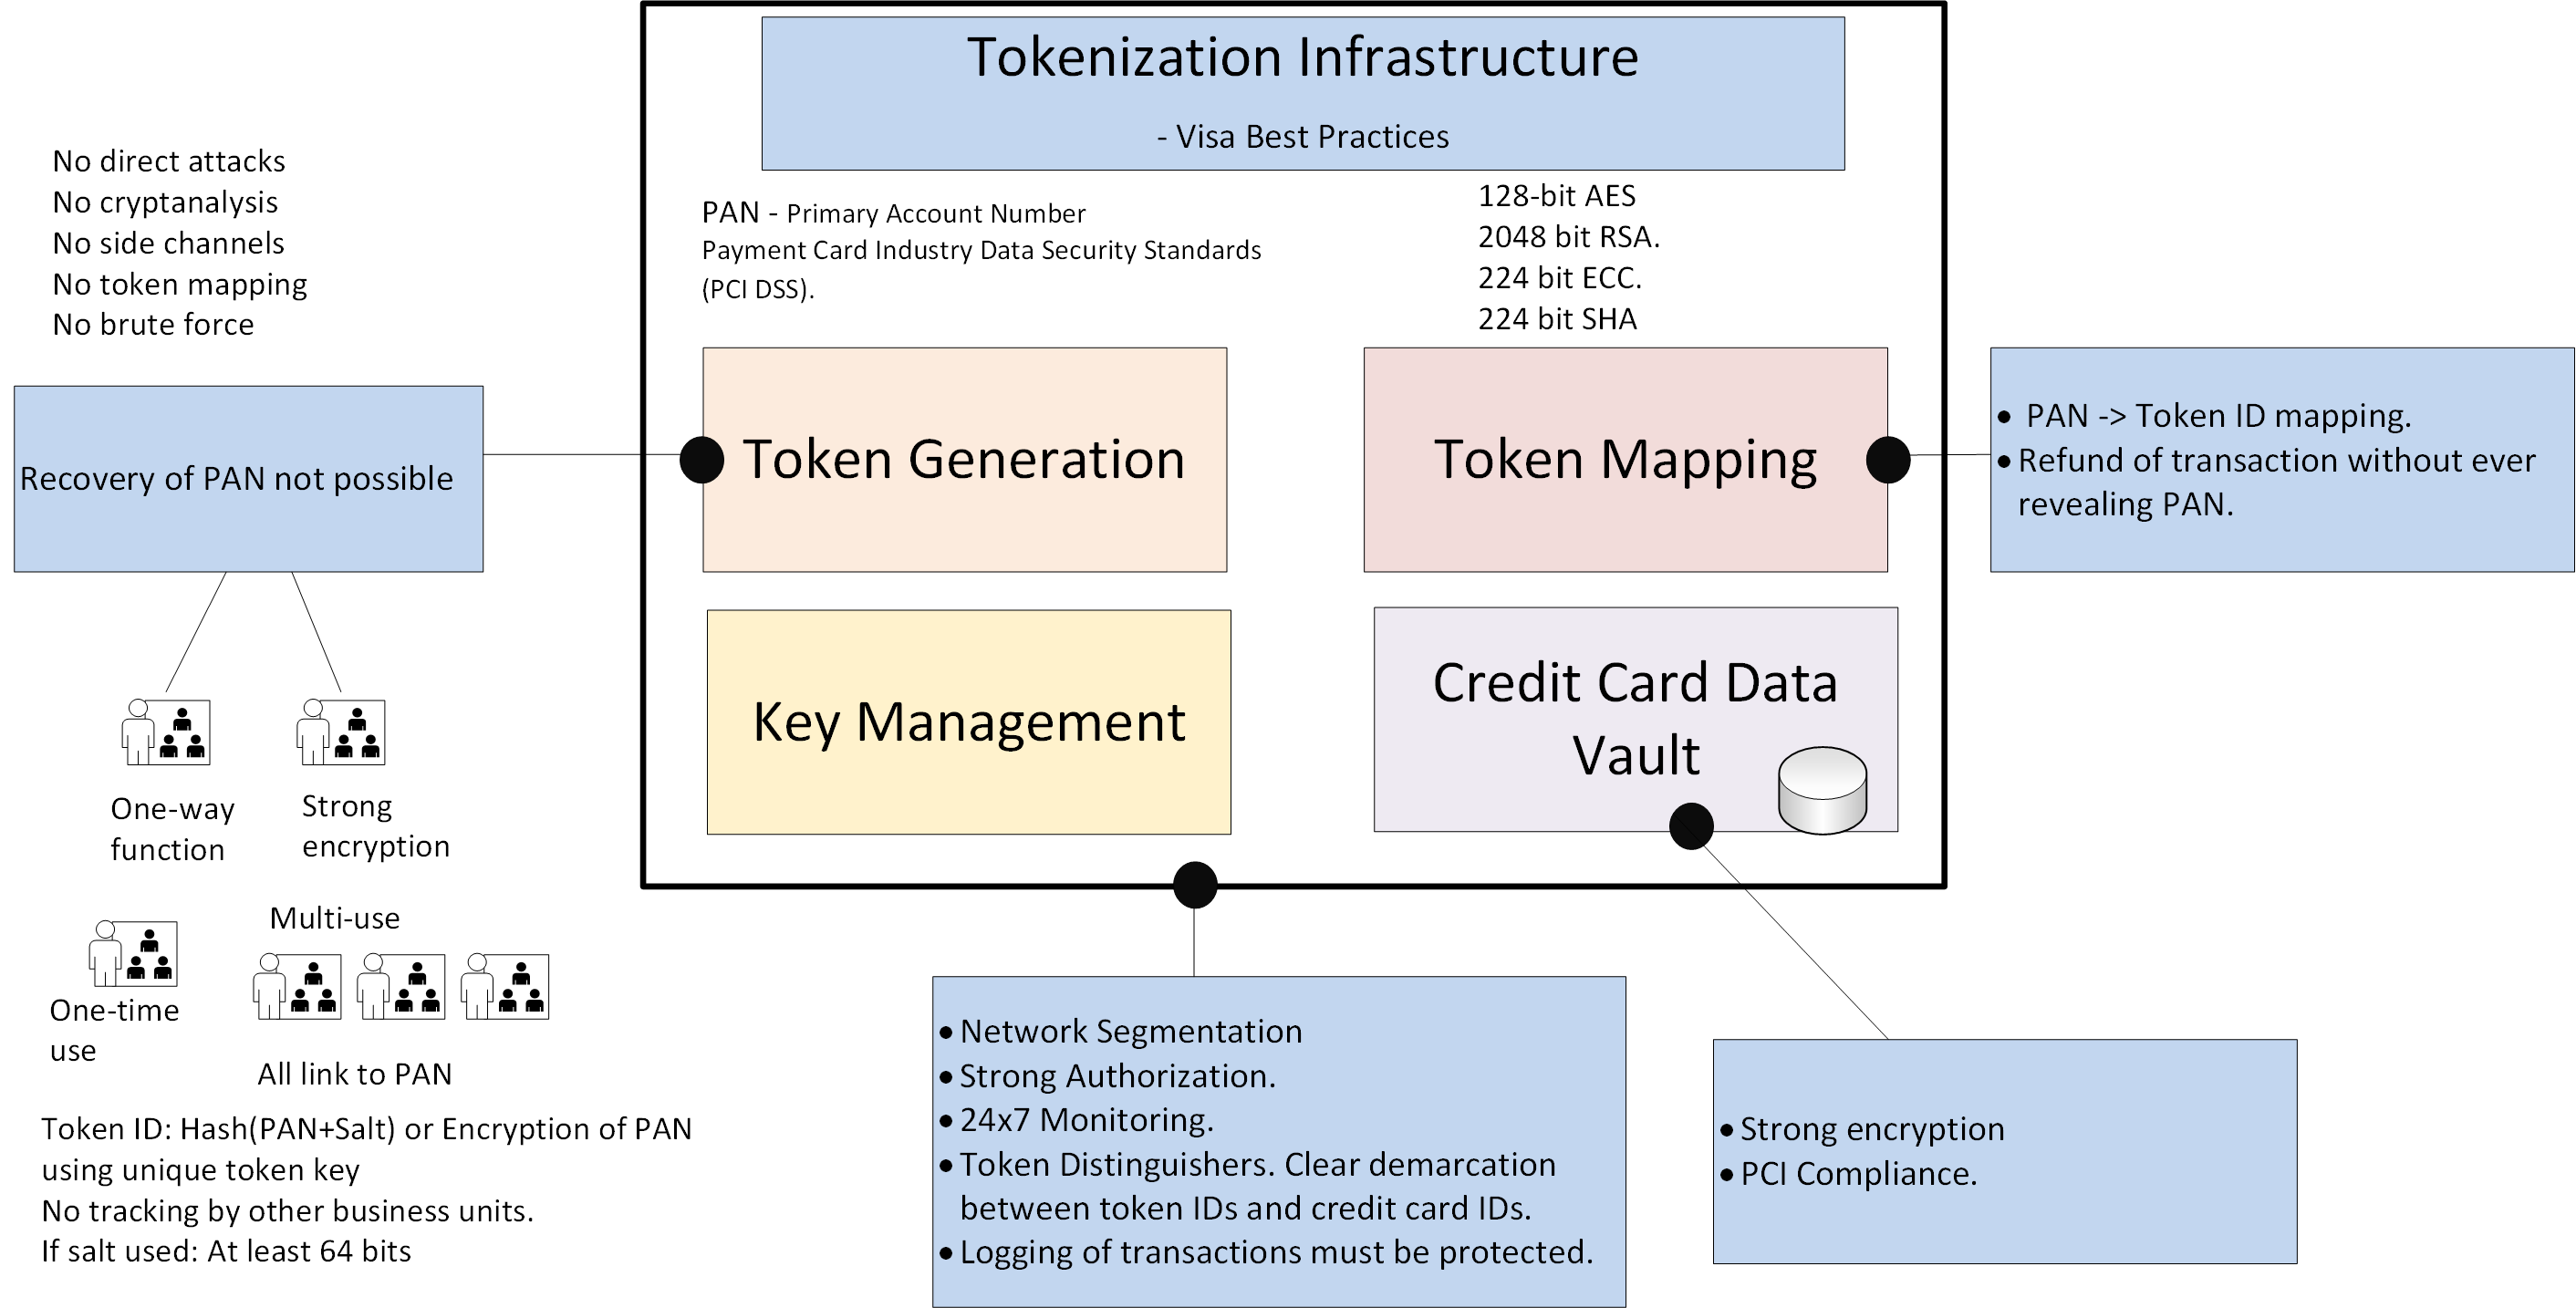 Tokenization Infrastructure
- Visa Best Practices
No direct attacks
No cryptanalysis
No side channels
No token mapping
No brute force
PAN - Primary Account Number
Payment Card Industry Data Security Standards
(PCI DSS).
128-bit AES
2048 bit RSA.
224 bit ECC.
224 bit SHA
Recovery of PAN not possible
Token Generation
Token Mapping
• PAN -> Token ID mapping.
• Refund of transaction without ever
revealing PAN.
Key Management
Credit Card Data
Vault
One-way
function
Strong
encryption
Multi-use
One-time
use
All link to PAN
Token ID: Hash(PAN+Salt) or Encryption of PAN
using unique token key
No tracking by other business units.
If salt used: At least 64 bits
• Network Segmentation
• Strong Authorization.
• 24x7 Monitoring.
• Token Distinguishers. Clear demarcation
between token IDs and credit card IDs.
• Logging of transactions must be protected.
• Strong encryption
• PCI Compliance.